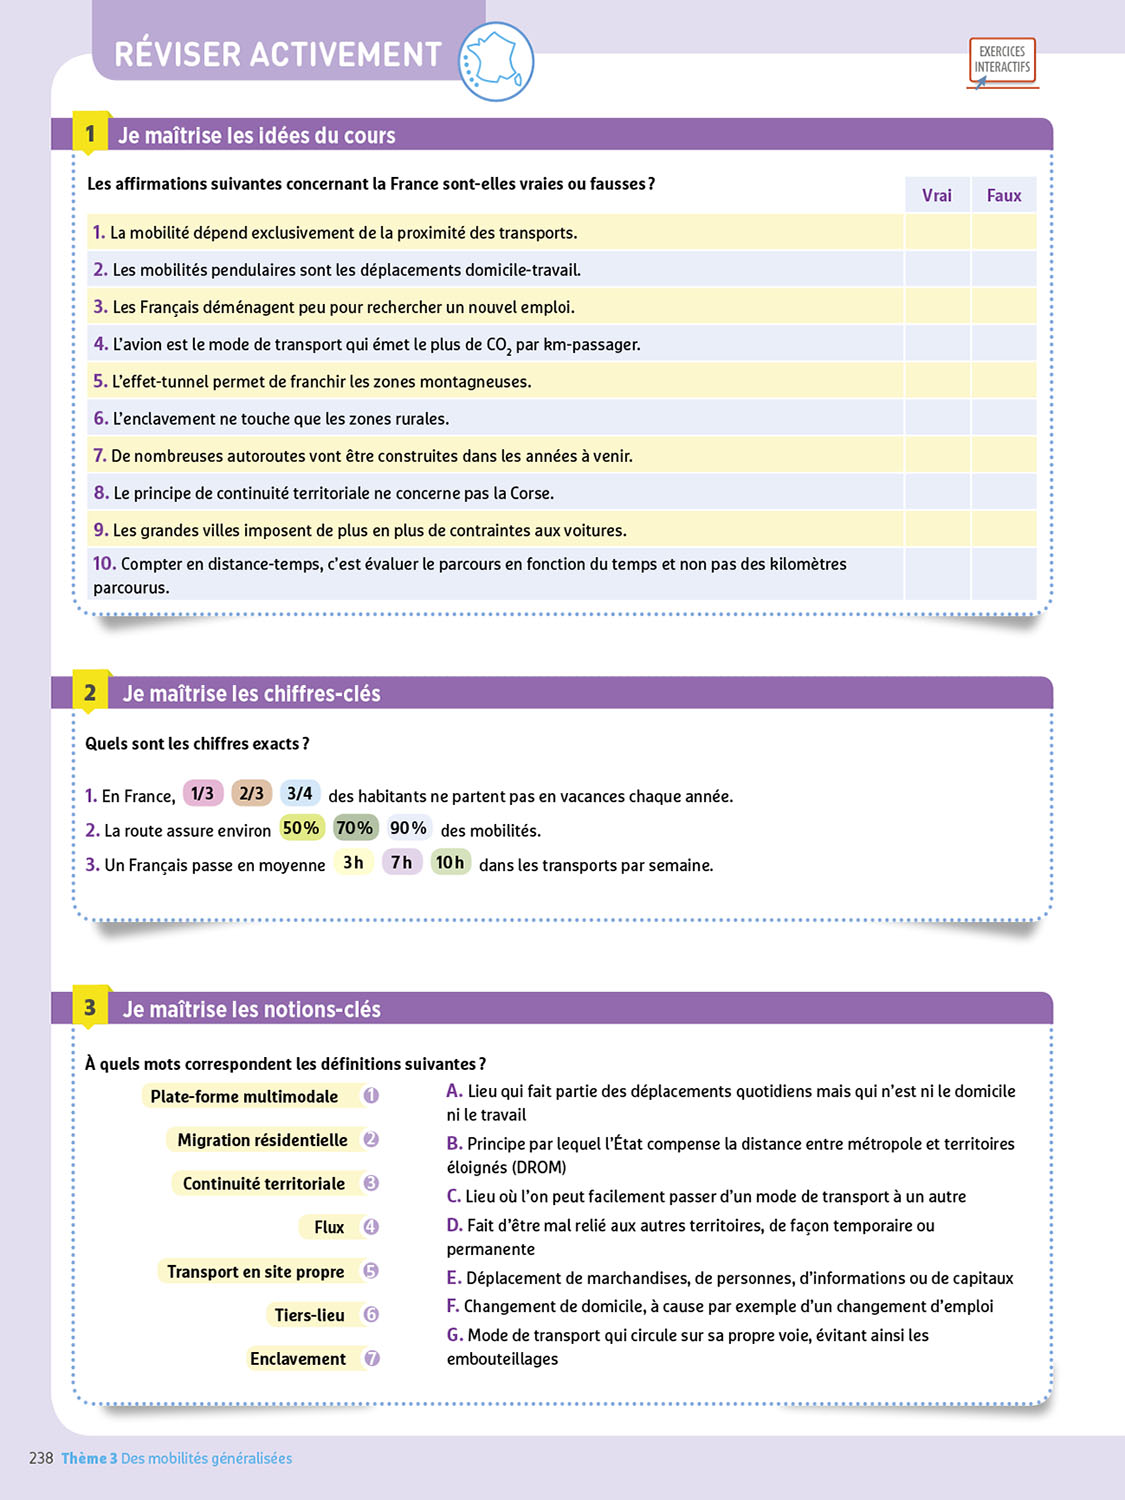 RÉVISER ACTIVEMENT
EXERCICES
INTERACTIFS
1 Je maîtrise les idées du cours
Les affirmations suivantes concernant la France sont-elles vraies ou fausses ?
Vrai Faux
1. La mobilité dépend exclusivement de la proximité des transports.
2. Les mobilités pendulaires sont les déplacements domicile-travail.
3. Les Français déménagent peu pour rechercher un nouvel emploi.
4. L’avion est le mode de transport qui émet le plus de CO₂ par km-passager.
5. L’effet-tunnel permet de franchir les zones montagneuses.
6. L’enclavement ne touche que les zones rurales.
7. De nombreuses autoroutes vont être construites dans les années à venir.
8. Le principe de continuité territoriale ne concerne pas la Corse.
9. Les grandes villes imposent de plus en plus de contraintes aux voitures.
10. Compter en distance-temps, c’est évaluer le parcours en fonction du temps et non pas des kilomètres
parcourus.
2 Je maîtrise les chiffres-clés
Quels sont les chiffres exacts ?
1. En France, 1/3 2/3 3/4 des habitants ne partent pas en vacances chaque année.
2. La route assure environ 50 % 70 % 90 % des mobilités.
3. Un Français passe en moyenne 3 h 7 h 10 h dans les transports par semaine.
3 Je maîtrise les notions-clés
À quels mots correspondent les définitions suivantes ?
Plate-forme multimodale 1
Migration résidentielle 2
Continuité territoriale 3
Flux 4
Transport en site propre 5
Tiers-lieu 6
Enclavement 7
A. Lieu qui fait partie des déplacements quotidiens mais qui n’est ni le domicile
ni le travail
B. Principe par lequel l’État compense la distance entre métropole et territoires
éloignés (DROM)
C. Lieu où l’on peut facilement passer d’un mode de transport à un autre
D. Fait d’être mal relié aux autres territoires, de façon temporaire ou
permanente
E. Déplacement de marchandises, de personnes, d’informations ou de capitaux
F. Changement de domicile, à cause par exemple d’un changement d’emploi
G. Mode de transport qui circule sur sa propre voie, évitant ainsi les
embouteillages
238 Thème 3 Des mobilités généralisées